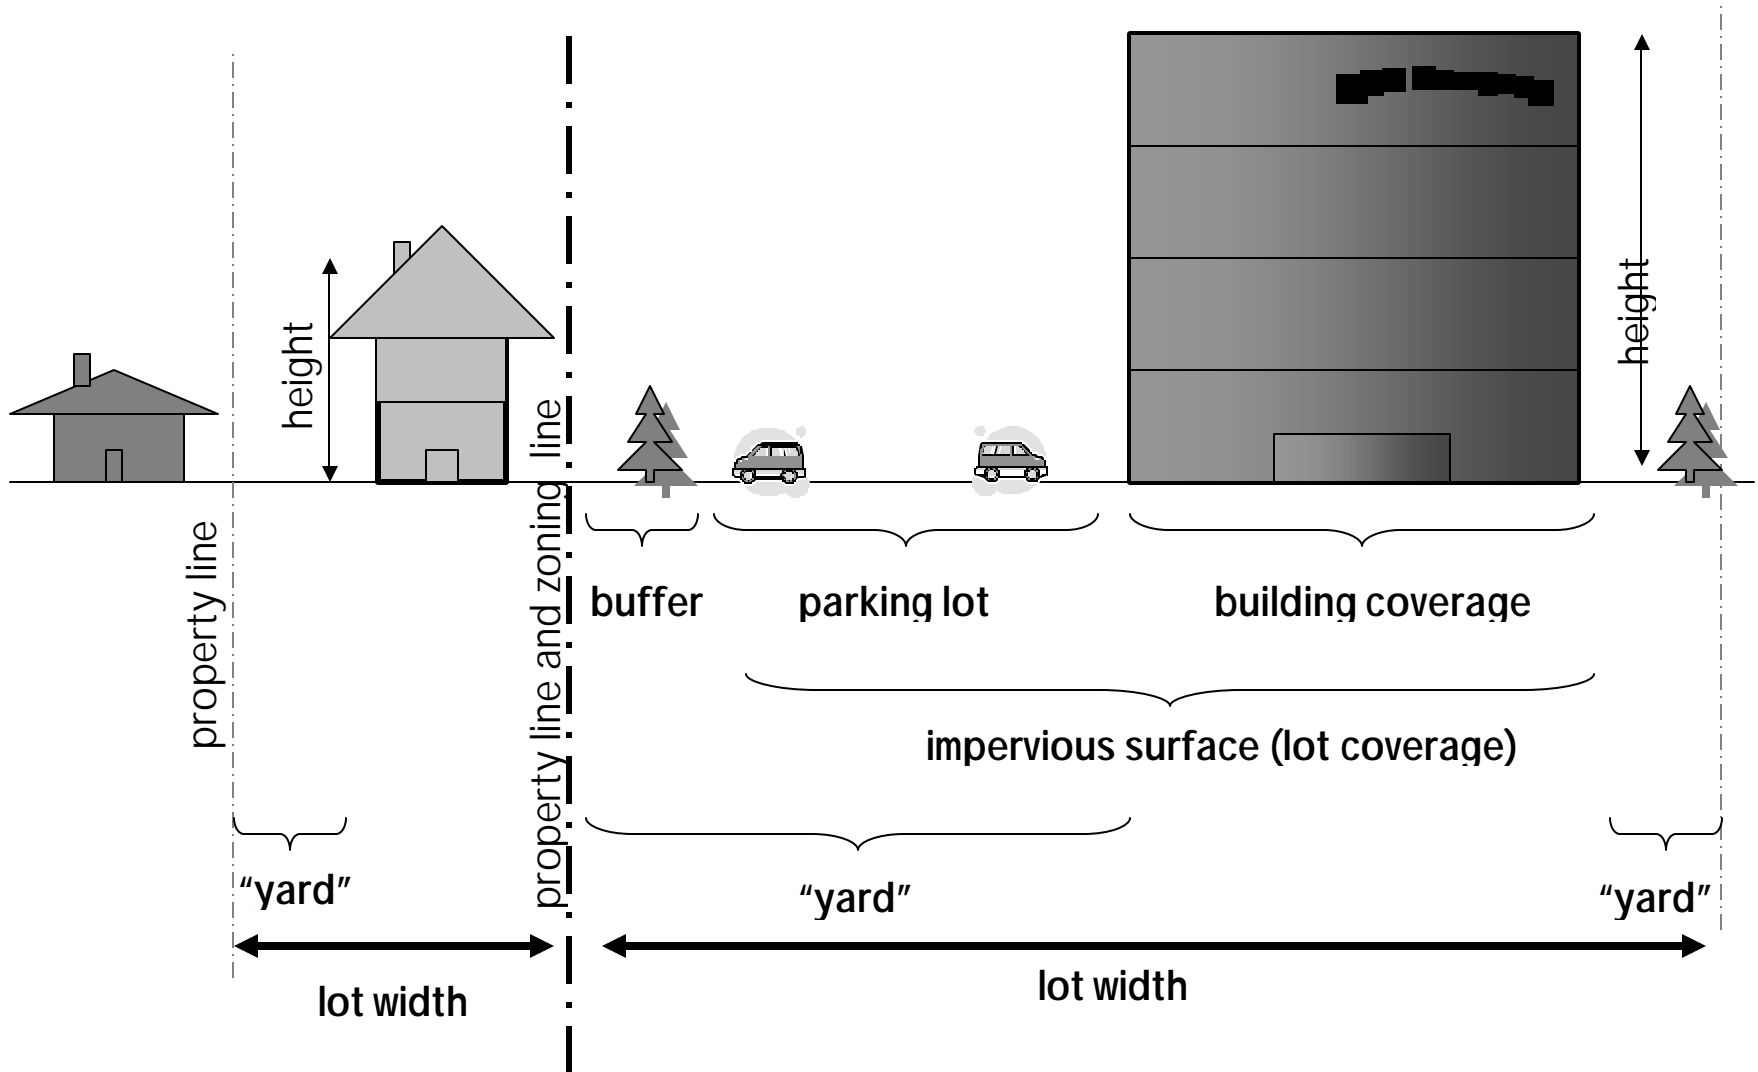 height
height
property line
property line and zoning line
buffer
parking lot
building coverage
impervious surface (lot coverage)
“yard”
“yard”
“yard”
lot width
lot width